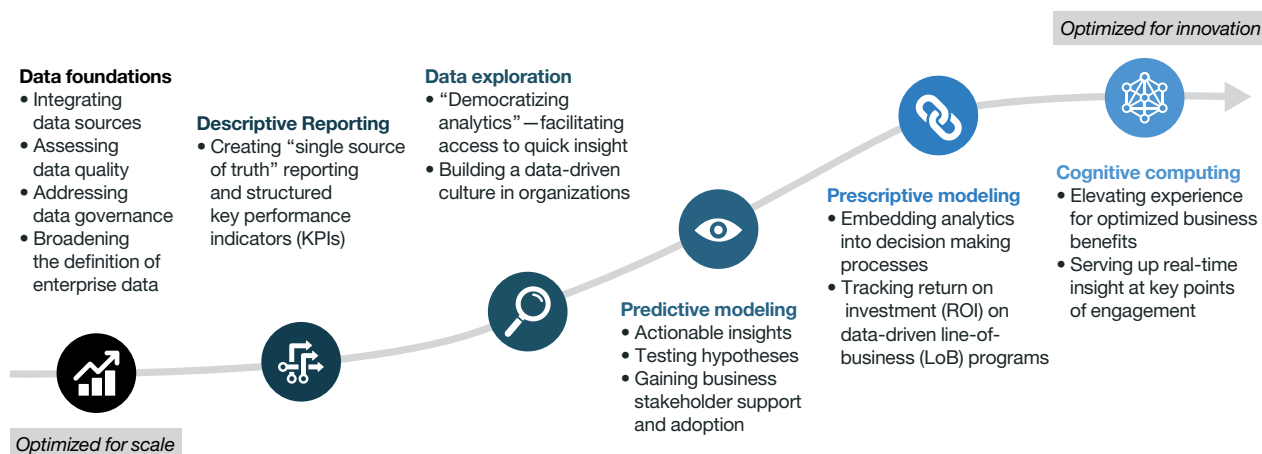 Optimized for innovation
Data foundations
• Integrating
data sources
• Assessing
data quality
• Addressing
data governance
• Broadening
the definition of
enterprise data
Descriptive Reporting
• Creating “single source
of truth” reporting
and structured
key performance
indicators (KPIs)
Data exploration
• “Democratizing
analytics”—facilitating
access to quick insight
• Building a data-driven
culture in organizations
Predictive modeling
• Actionable insights
• Testing hypotheses
• Gaining business
stakeholder support
and adoption
Prescriptive modeling
• Embedding analytics
into decision making
processes
• Tracking return on
investment (ROI) on
data-driven line-of-
business (LoB) programs
Cognitive computing
• Elevating experience
for optimized business
benefits
• Serving up real-time
insight at key points
of engagement
Optimized for scale